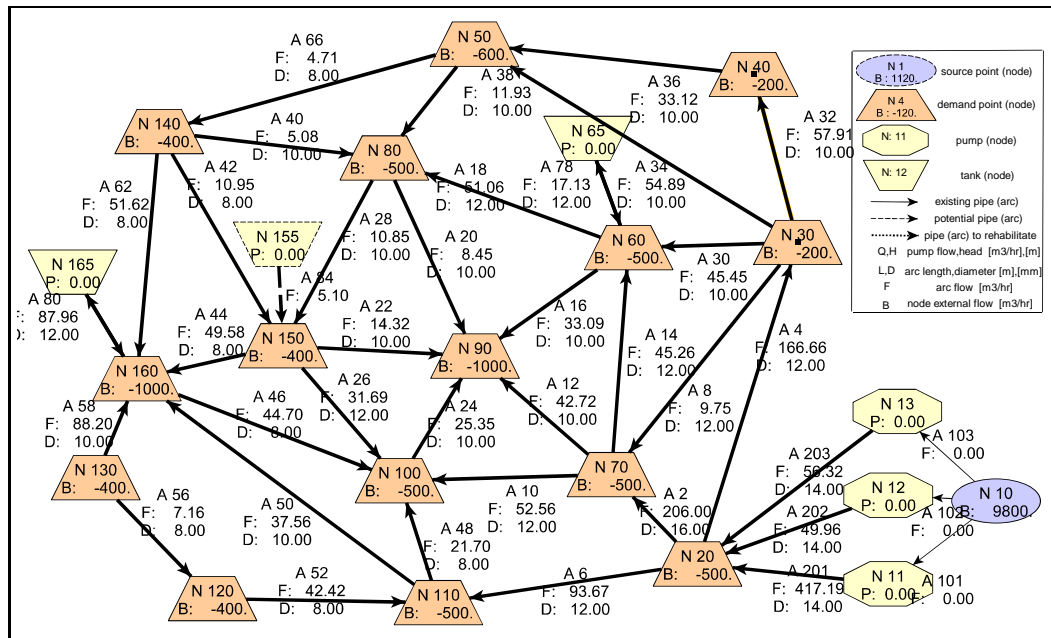 N 50
B: -600.
A 66
F: 4.71
D: 8.00
A 38
F: 11.93
D: 10.00
A 36
F: 33.12
D: 10.00
N 40
B: -200.
A 32
F: 57.91
D: 10.00
N 140
B: -400.
A 40
F: 5.08
D: 10.00
N 80
B: -500.
N 65
P: 0.00
A 42
F: 10.95
D: 8.00
A 18
F: 51.06
D: 12.00
A 78
F: 17.13
D: 12.00
A 34
F: 54.89
D: 10.00
A 62
F: 51.62
D: 8.00
N 155
P: 0.00
A 28
F: 10.85
D: 10.00
A 20
F: 8.45
D: 10.00
N 60
B: -500.
N 30
B: -200.
A 30
F: 45.45
D: 10.00
N 165
P: 0.00
A 80
F: 87.96
D: 12.00
A 84
F: 5.10
A 44
F: 49.58
D: 8.00
A 22
F: 14.32
D: 10.00
A 16
F: 33.09
D: 10.00
N 150
B: -400.
N 90
B: -1000.
A 14
F: 45.26
D: 12.00
A 4
F: 166.66
D: 12.00
N 160
B: -1000.
A 58
F: 88.20
D: 10.00
A 46
F: 44.70
D: 8.00
A 26
F: 31.69
D: 12.00
A 24
F: 25.35
D: 10.00
A 12
F: 42.72
D: 10.00
A 8
F: 9.75
D: 12.00
N 13
P: 0.00
A 103
F: 0.00
A 203
F: 56.32
D: 14.00
N 130
B: -400.
N 100
B: -500.
N 70
B: -500.
N 12
P: 0.00
N 10
B: 9800.
A 102
F: 0.00
A 56
F: 7.16
D: 8.00
A 50
F: 37.56
D: 10.00
A 10
F: 52.56
D: 12.00
A 2
F: 206.00
D: 16.00
A 202
F: 49.96
D: 14.00
A 48
F: 21.70
D: 8.00
N 20
B: -500.
A 201
F: 417.19
D: 14.00
N 11
P: 0.00
A 101
F: 0.00
N 120
B: -400.
A 52
F: 42.42
D: 8.00
N 110
B: -500.
A 6
F: 93.67
D: 12.00
N 1
B : 1120.
source point (node)
N 4
B : -120.
demand point (node)
N: 11
pump (node)
N: 12
tank (node)
existing pipe (arc)
potential pipe (arc)
pipe (arc) to rehabilitate
Q,H pump flow,head [m3/hr),[m]
L,D arc length,diameter [m],[mm]
F arc flow [m3/hr]
B node external flow [m3/hr]